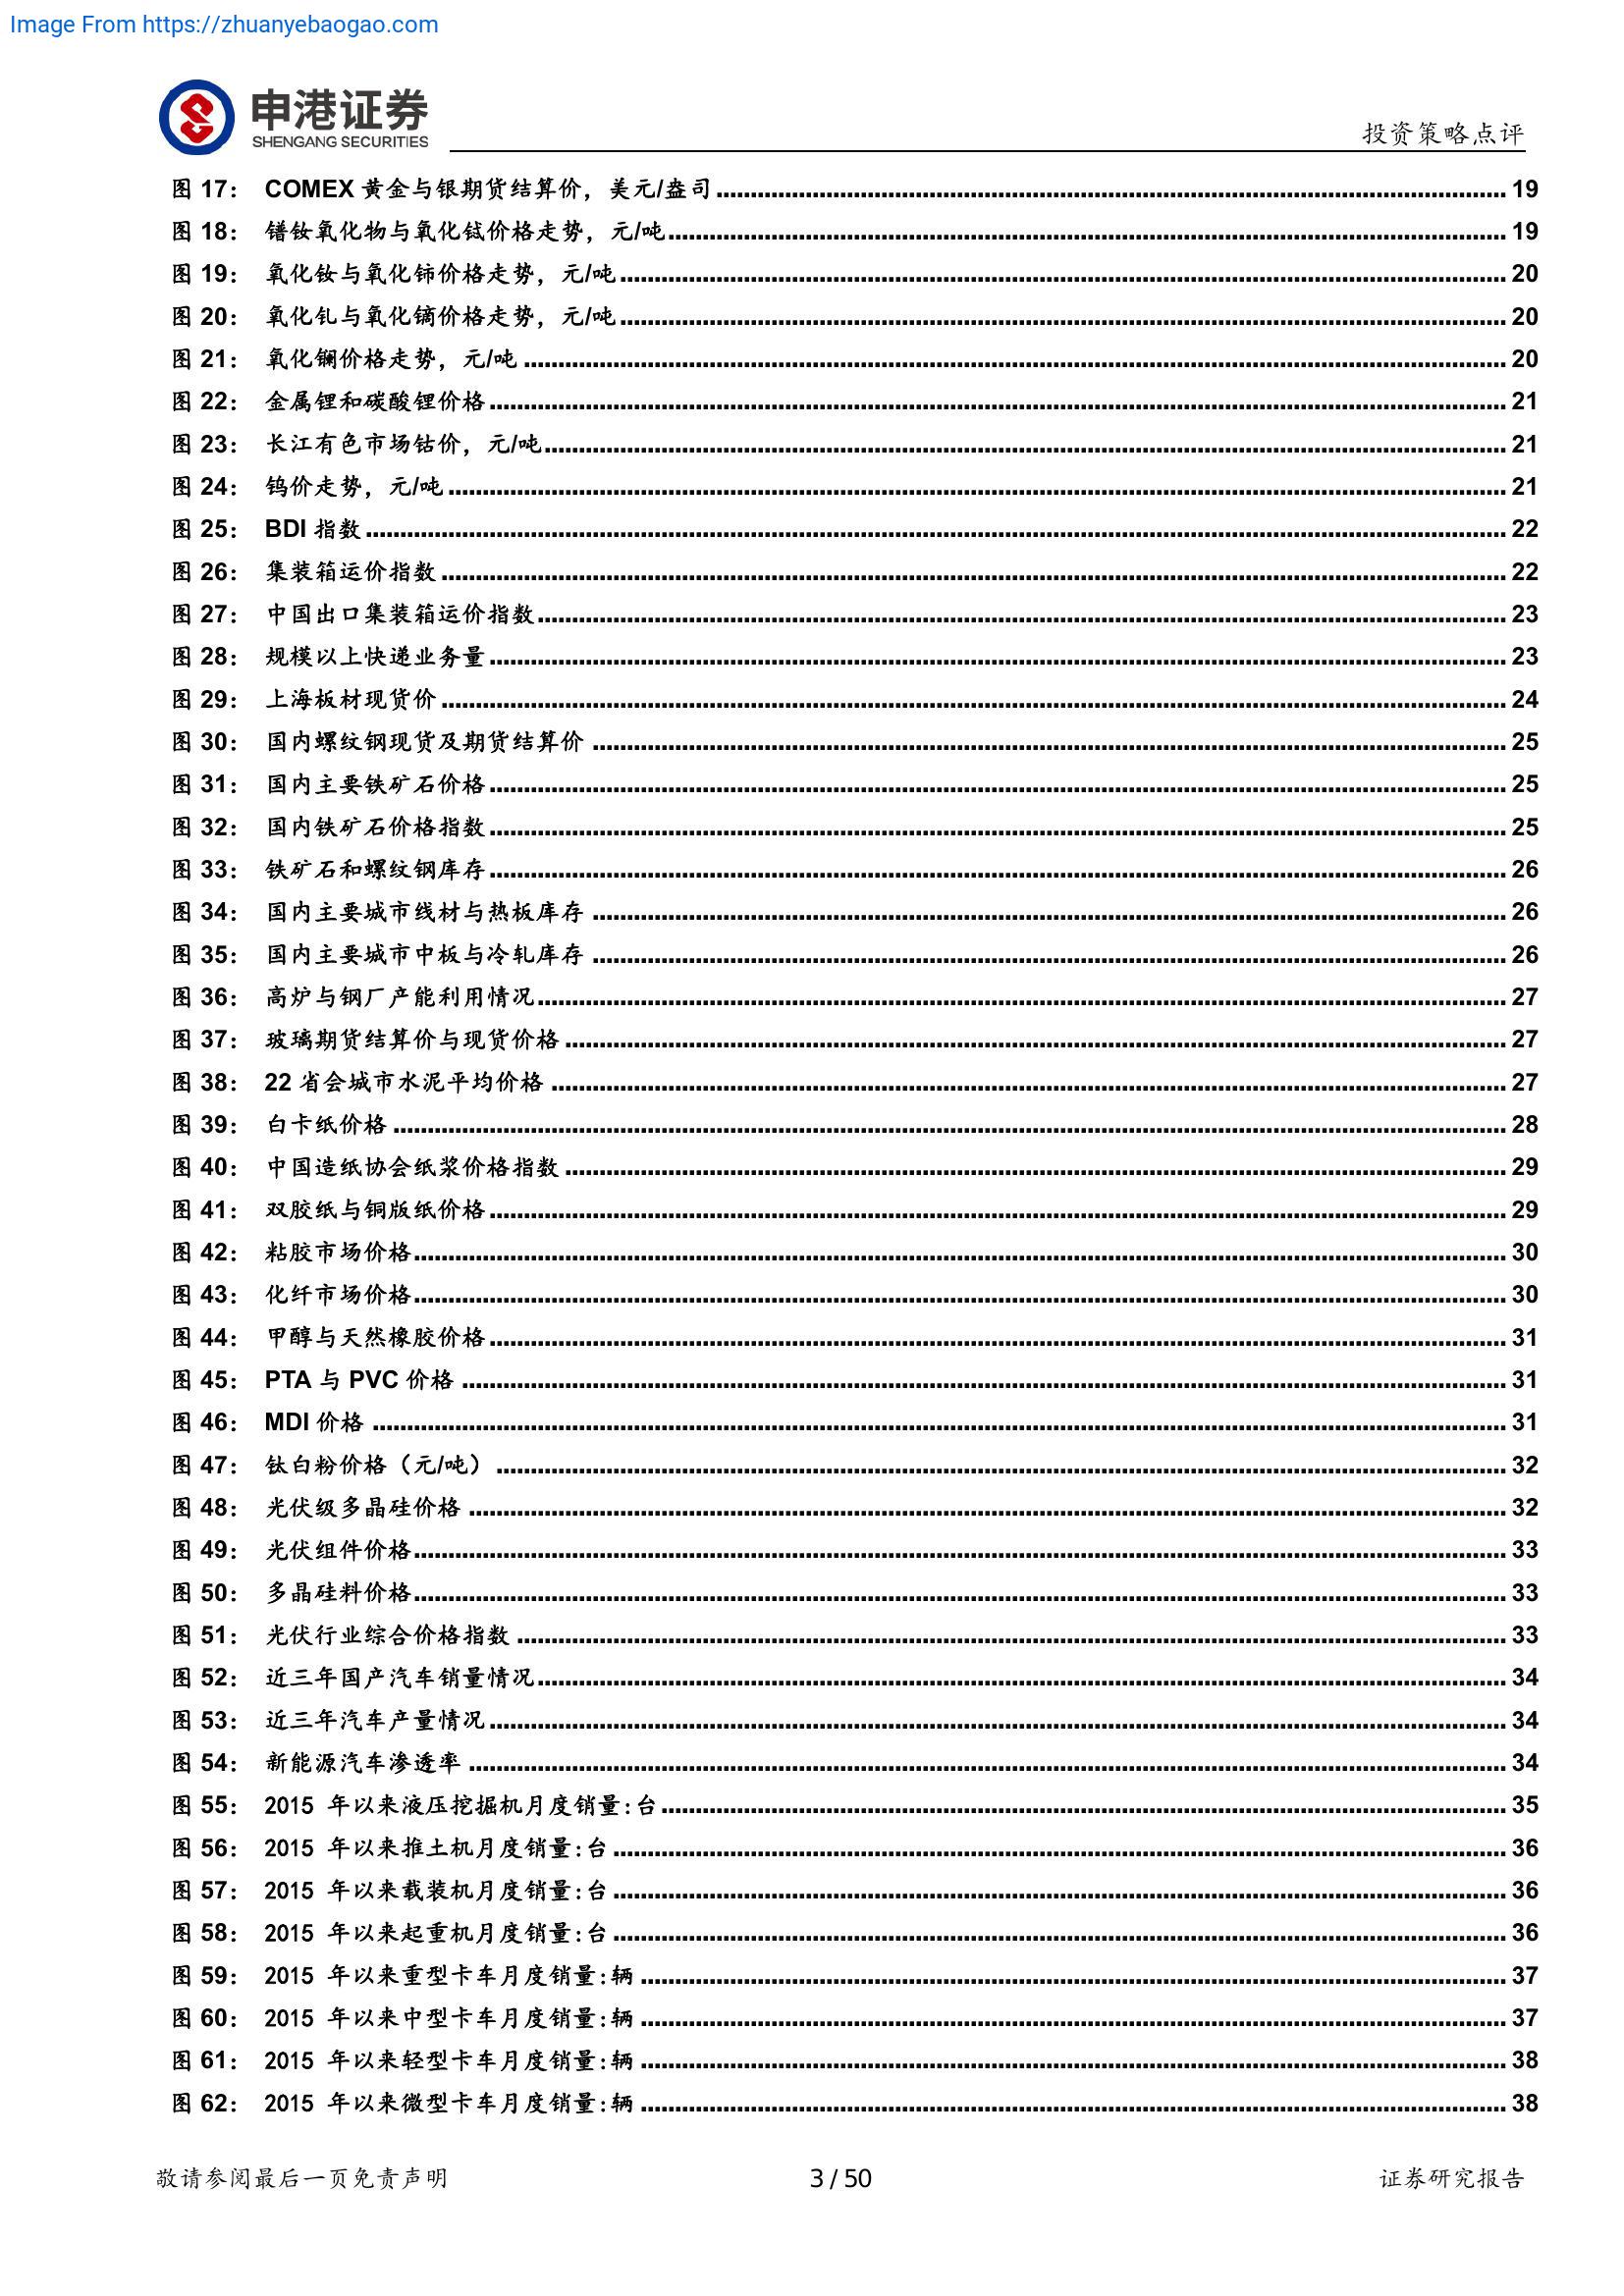 Image From https://zhuanyebaogao.com
申港证券
SHENGANG SECURITIES
投资策略点评
图 17： COMEX 黄金与银期货结算价，美元/盎司 19
图 18： 镨钕氧化物与氧化铽价格走势，元/吨 19
图 19： 氧化钕与氧化铈价格走势，元/吨 20
图 20： 氧化钆与氧化镝价格走势，元/吨 20
图 21： 氧化镧价格走势，元/吨 20
图 22： 金属锂和碳酸锂价格 21
图 23： 长江有色市场钴价，元/吨 21
图 24： 钨价走势，元/吨 21
图 25： BDI 指数 22
图 26： 集装箱运价指数 22
图 27： 中国出口集装箱运价指数 23
图 28： 规模以上快递业务量 23
图 29： 上海板材现货价 24
图 30： 国内螺纹钢现货及期货结算价 25
图 31： 国内主要铁矿石价格 25
图 32： 国内铁矿石价格指数 25
图 33： 铁矿石和螺纹钢库存 26
图 34： 国内主要城市线材与热板库存 26
图 35： 国内主要城市中板与冷轧库存 26
图 36： 高炉与钢厂产能利用情况 27
图 37： 玻璃期货结算价与现货价格 27
图 38： 22 省会城市水泥平均价格 27
图 39： 白卡纸价格 28
图 40： 中国造纸协会纸浆价格指数 29
图 41： 双胶纸与铜版纸价格 29
图 42： 粘胶市场价格 30
图 43： 化纤市场价格 30
图 44： 甲醇与天然橡胶价格 31
图 45： PTA 与 PVC 价格 31
图 46： MDI 价格 31
图 47： 钛白粉价格（元/吨） 32
图 48： 光伏级多晶硅价格 32
图 49： 光伏组件价格 33
图 50： 多晶硅料价格 33
图 51： 光伏行业综合价格指数 33
图 52： 近三年国产汽车销量情况 34
图 53： 近三年汽车产量情况 34
图 54： 新能源汽车渗透率 34
图 55： 2015 年以来液压挖掘机月度销量:台 35
图 56： 2015 年以来推土机月度销量:台 36
图 57： 2015 年以来载装机月度销量:台 36
图 58： 2015 年以来起重机月度销量:台 36
图 59： 2015 年以来重型卡车月度销量:辆 37
图 60： 2015 年以来中型卡车月度销量:辆 37
图 61： 2015 年以来轻型卡车月度销量:辆 38
图 62： 2015 年以来微型卡车月度销量:辆 38
敬请参阅最后一页免责声明 3 / 50 证券研究报告